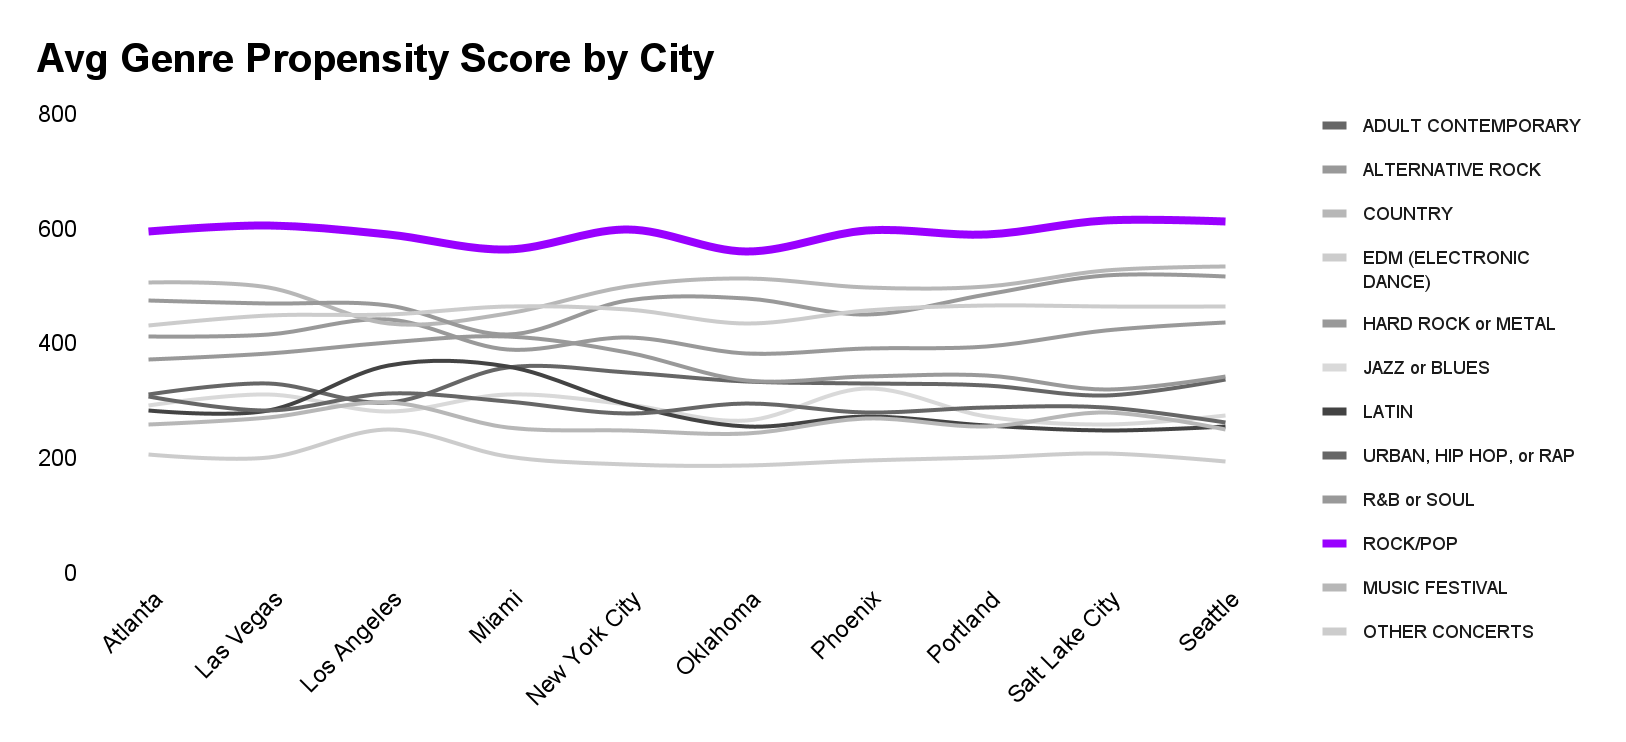 Avg Genre Propensity Score by City
800
600
400
200
0
Atlanta
Las Vegas
Los Angeles
Miami
New York City
Oklahoma
Phoenix
Portland
Salt Lake City
Seattle
ADULT CONTEMPORARY
ALTERNATIVE ROCK
COUNTRY
EDM (ELECTRONIC
DANCE)
HARD ROCK or METAL
JAZZ or BLUES
LATIN
URBAN, HIP HOP, or RAP
R&B or SOUL
ROCK/POP
MUSIC FESTIVAL
OTHER CONCERTS